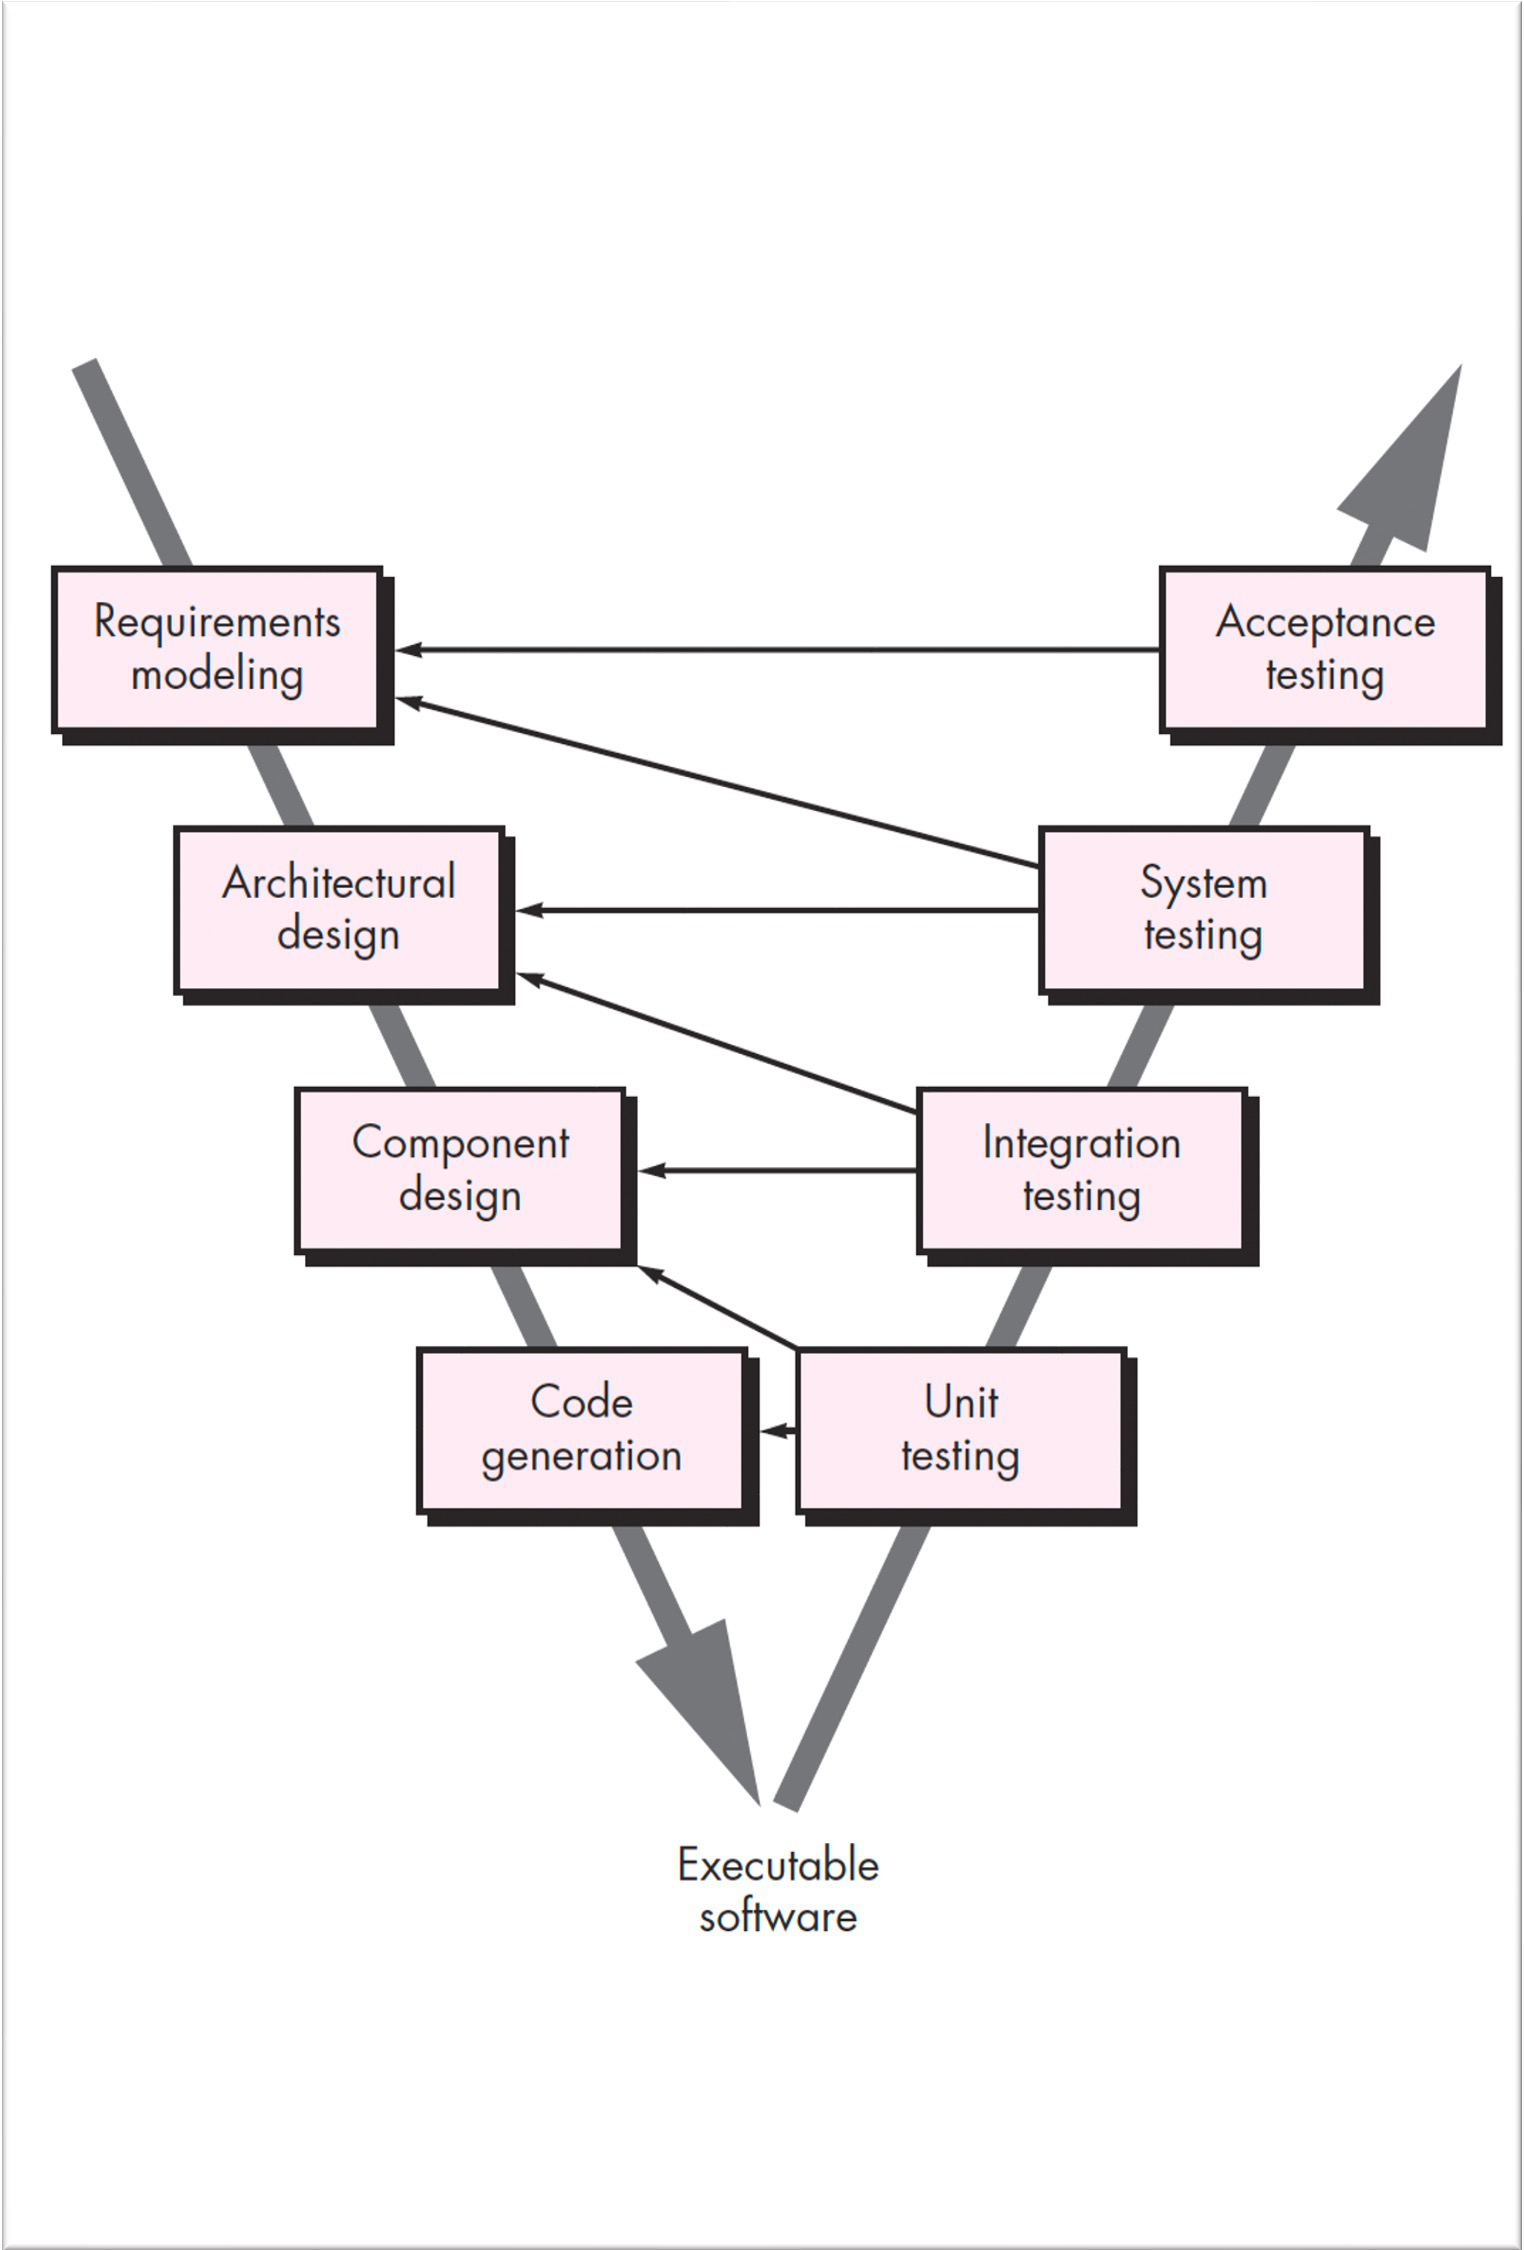 Requirements
modeling
Acceptance
testing
Architectural
design
System
testing
Component
design
Integration
testing
Code
generation
Unit
testing
Executable
software